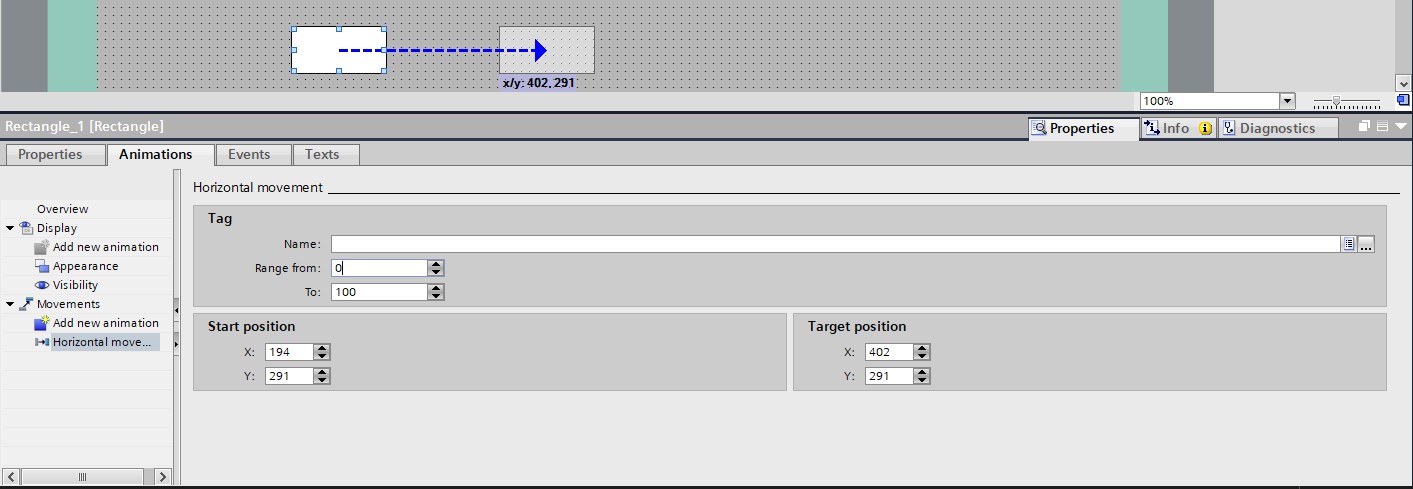 x/y: 402, 291
100%
Rectangle_1 [Rectangle]
Properties
Info
Diagnostics
Properties
Animations
Events
Texts
Overview
Display
Add new animation
Appearance
Visibility
Movements
Add new animation
Horizontal move...
Horizontal movement
Tag
Name:
...
Range from: 0
To: 100
Start position
X: 194
Y: 291
Target position
X: 402
Y: 291